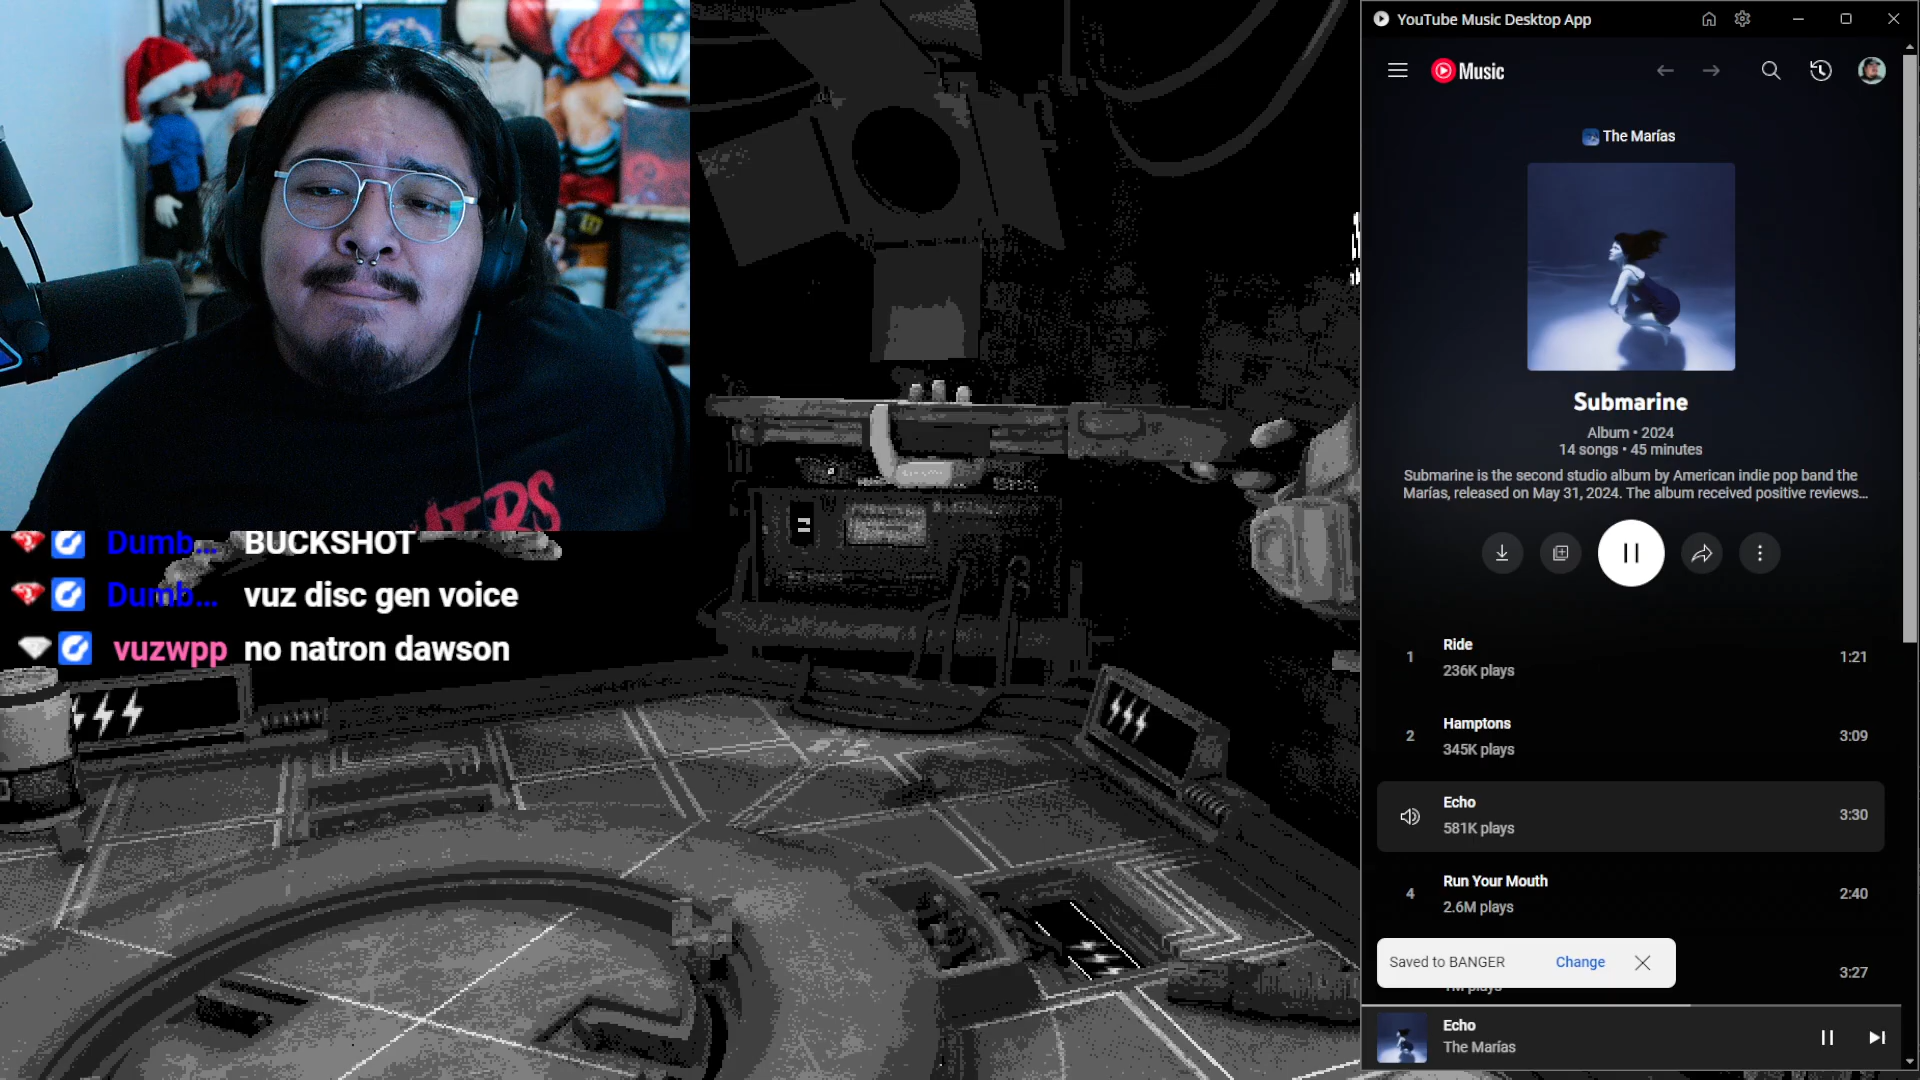 Dumb... BUCKSHOT
Dumb... vuz disc gen voice
vuzwpp no natron dawson
YouTube Music Desktop App
Music
The Marías
Submarine
Album • 2024
14 songs • 45 minutes
Submarine is the second studio album by American indie pop band the
Marías, released on May 31, 2024. The album received positive reviews...
1 Ride 1:21
236K plays
2 Hamptons 3:09
345K plays
Echo 3:30
581K plays
4 Run Your Mouth 2:40
2.6M plays
Saved to BANGER Change
3:27
Echo
The Marías